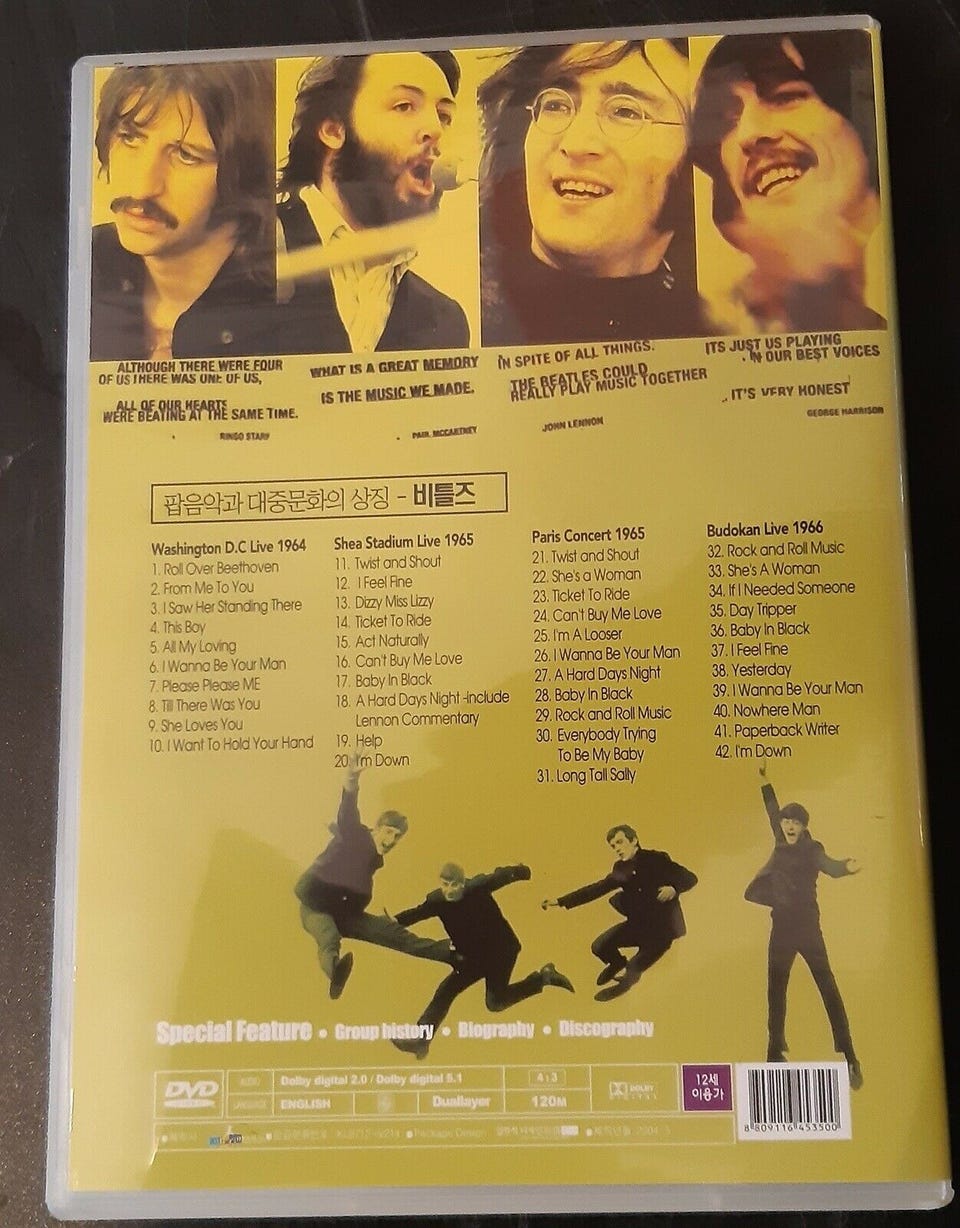 ALTHOUGH THERE WERE FOUR
OF US THERE WAS ONE OF US,
ALL OF OUR HEARTS
WERE BEATING AT THE SAME TIME.
RINGO STARR
WHAT IS A GREAT MEMORY
IS THE MUSIC WE MADE.
PAUL MCCARTNEY
IN SPITE OF ALL THINGS.
THE BEATLES COULD
REALLY PLAY MUSIC TOGETHER
JOHN LENNON
ITS JUST US PLAYING
IN OUR BEST VOICES
IT'S VERY HONEST
GEORGE HARRISON
팝음악과 대중문화의 상징 - 비틀즈
Washington D.C Live 1964
1. Roll Over Beethoven
2. From Me To You
3. I Saw Her Standing There
4. This Boy
5. All My Loving
6. I Wanna Be Your Man
7. Please Please ME
8. Till There Was You
9. She Loves You
10. I Want To Hold Your Hand
Shea Stadium Live 1965
11. Twist and Shout
12. I Feel Fine
13. Dizzy Miss Lizzy
14. Ticket To Ride
15. Act Naturally
16. Can't Buy Me Love
17. Baby In Black
18. A Hard Days Night -include
Lennon Commentary
19. Help
20. I'm Down
Paris Concert 1965
21. Twist and Shout
22. She's a Woman
23. Ticket To Ride
24. Can't Buy Me Love
25. I'm A Looser
26. I Wanna Be Your Man
27. A Hard Days Night
28. Baby In Black
29. Rock and Roll Music
30. Everybody Trying
To Be My Baby
31. Long Tall Sally
Budokan Live 1966
32. Rock and Roll Music
33. She's A Woman
34. If I Needed Someone
35. Day Tripper
36. Baby In Black
37. I Feel Fine
38. Yesterday
39. I Wanna Be Your Man
40. Nowhere Man
41. Paperback Writer
42. I'm Down
Special Feature • Group history • Biography • Discography
DVD
AUDIO Dolby digital 2.0 / Dolby digital 5.1 4:3
LANGUAGE ENGLISH Duallayer 120M
DOLBY
12세
이용가
8 809116 453500
Package Design